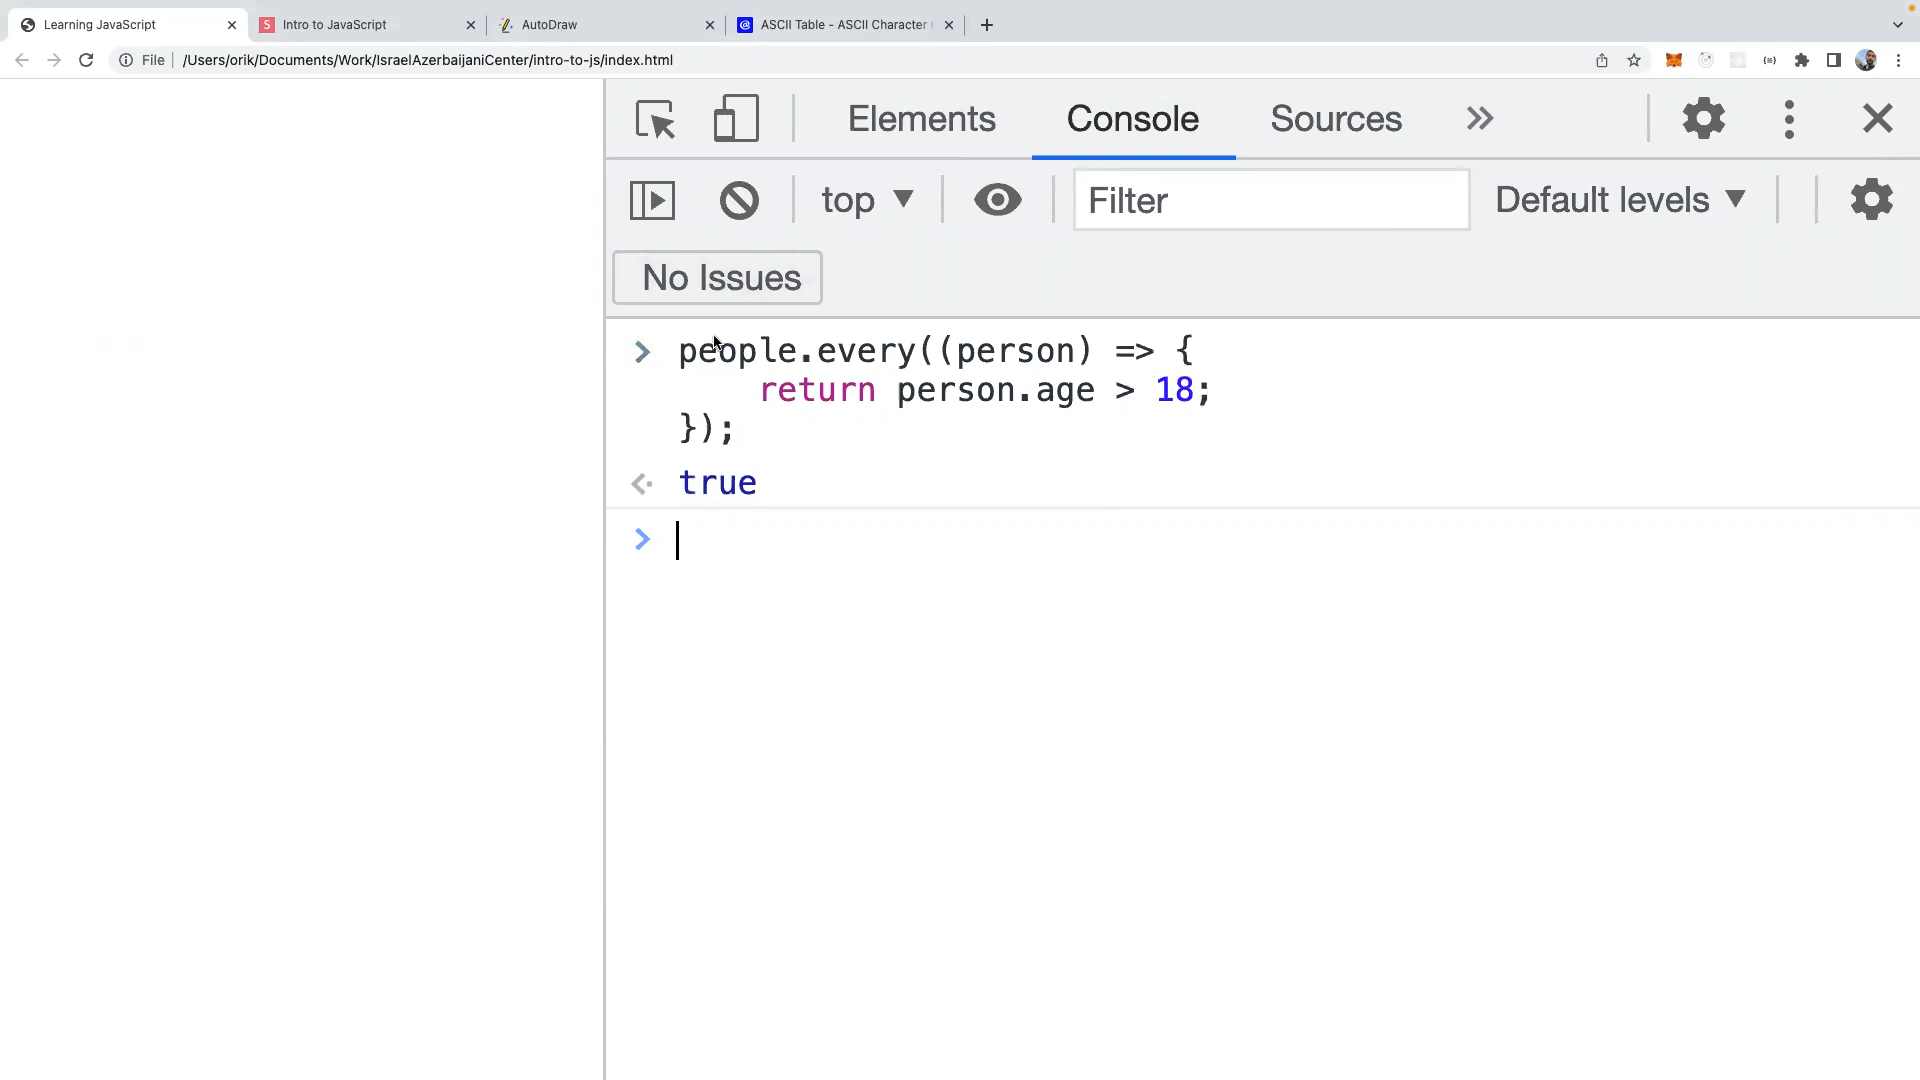 Learning JavaScript
Intro to JavaScript
AutoDraw
ASCII Table - ASCII Character
File
/Users/orik/Documents/Work/IsraelAzerbaijaniCenter/intro-to-js/index.html
Elements
Console
Sources
top
Filter
Default levels
No Issues
people.every((person) => {
return person.age > 18;
});
true